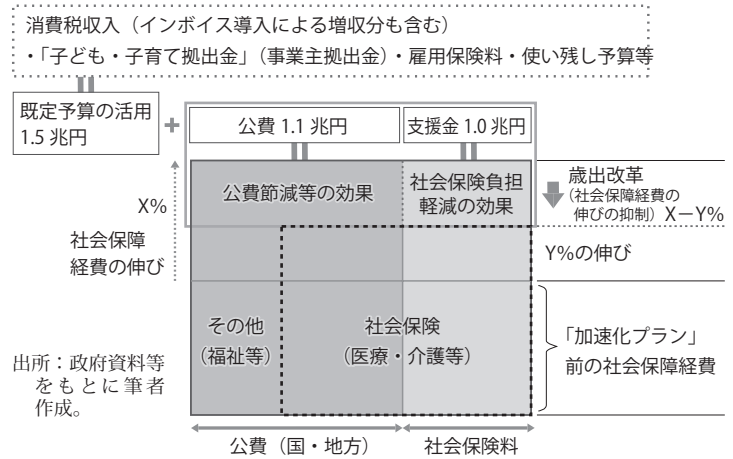 消費税収入（インボイス導入による増収分も含む）
・「子ども・子育て拠出金」（事業主拠出金）・雇用保険料・使い残し予算等
既定予算の活用
1.5 兆円
+
公費 1.1 兆円
支援金 1.0 兆円
公費節減等の効果
社会保険負担
軽減の効果
歳出改革
（社会保障経費の
伸びの抑制）X－Y%
X%
社会保障
経費の伸び
Y%の伸び
その他
（福祉等）
社会保険
（医療・介護等）
「加速化プラン」
前の社会保障経費
出所：政府資料等
をもとに筆者
作成。
公費（国・地方）
社会保険料